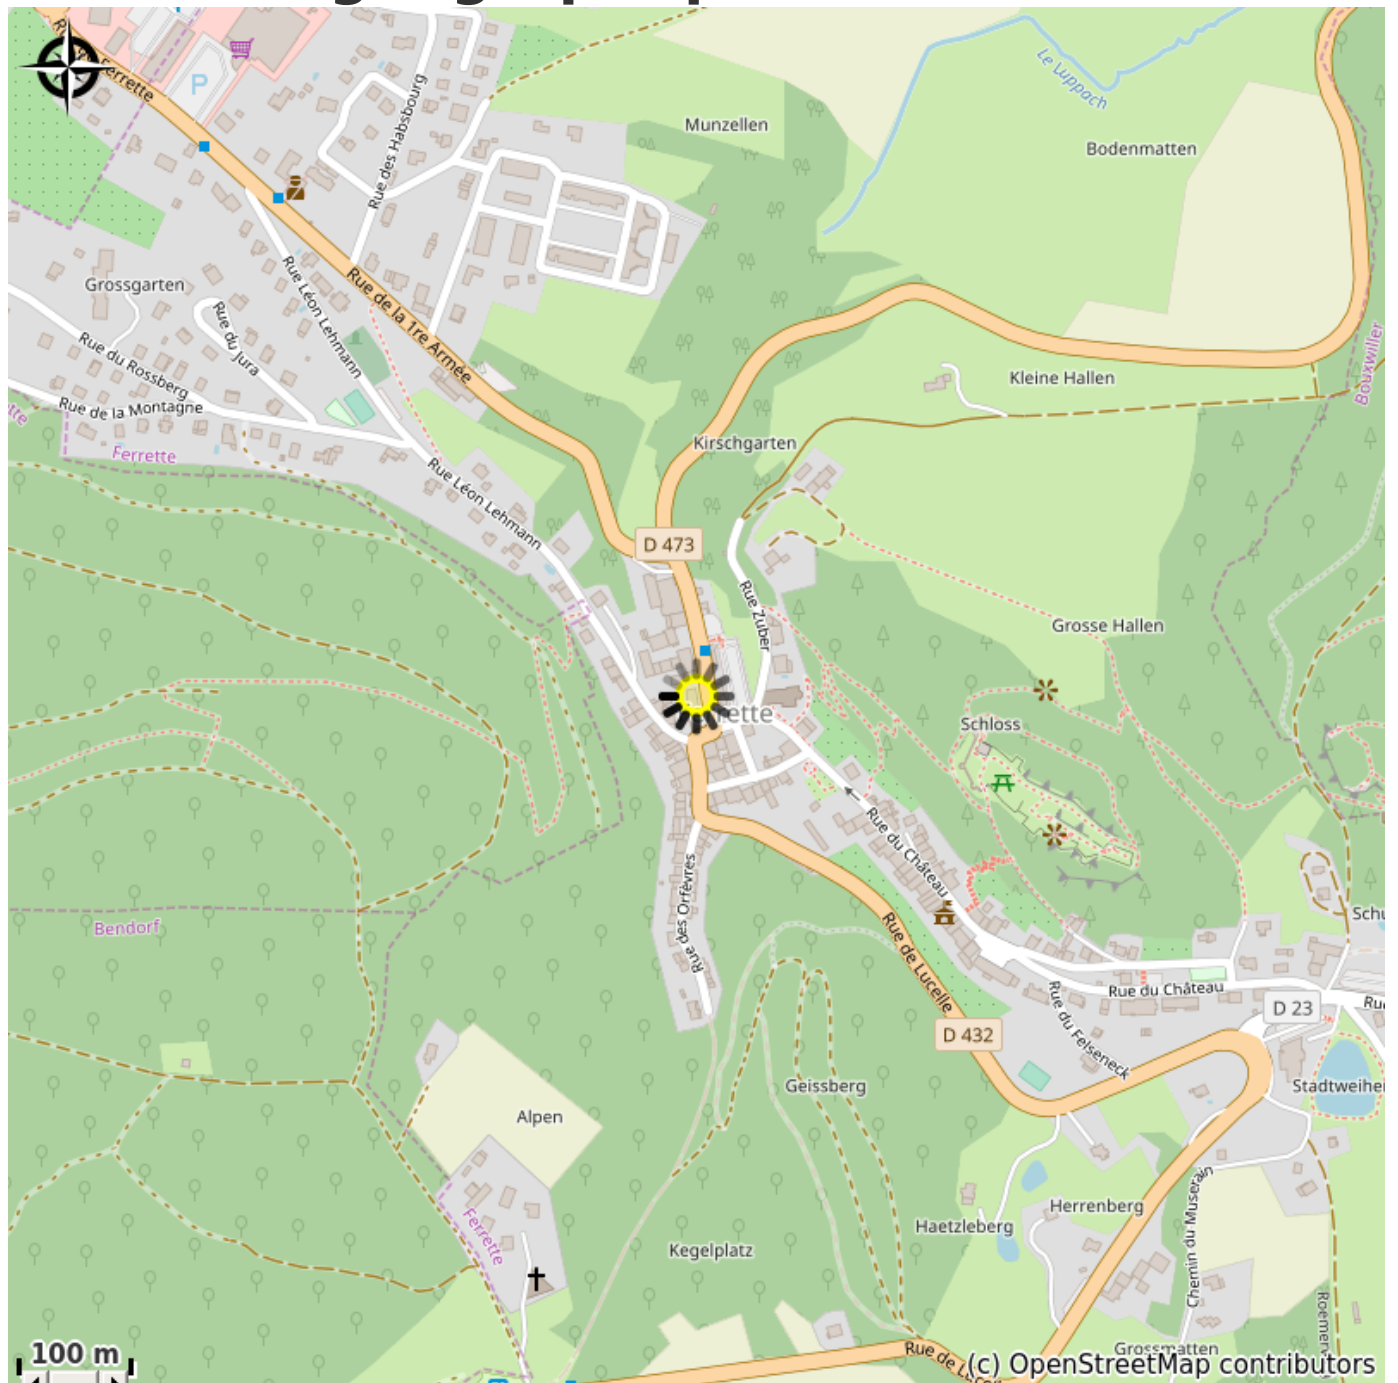 Ferrette
P
Rue des Habsbourg
Munzellen
Le Luppach
Bodenmatten
Grossgarten
Rue Léon Lehmann
Rue de la 1re Armée
Rue du Jura
Rue du Rossberg
Rue de la Montagne
Ferrette
Kleine Hallen
Bouxwiller
Kirschgarten
Rue Léon Lehmann
D 473
Rue Zuber
Grosse Hallen
Schloss
Rue du Château
Rue des Orfèvres
Bendorf
Rue de Lucelle
Rue du Château
D 23
D 432
Rue du Felseneck
Geissberg
Stadtweihe
Alpen
Chemin du Muserain
Herrenberg
Haetzleberg
Ferrette
Kegelplatz
Grossmatten
100 m
(c) OpenStreetMap contributors